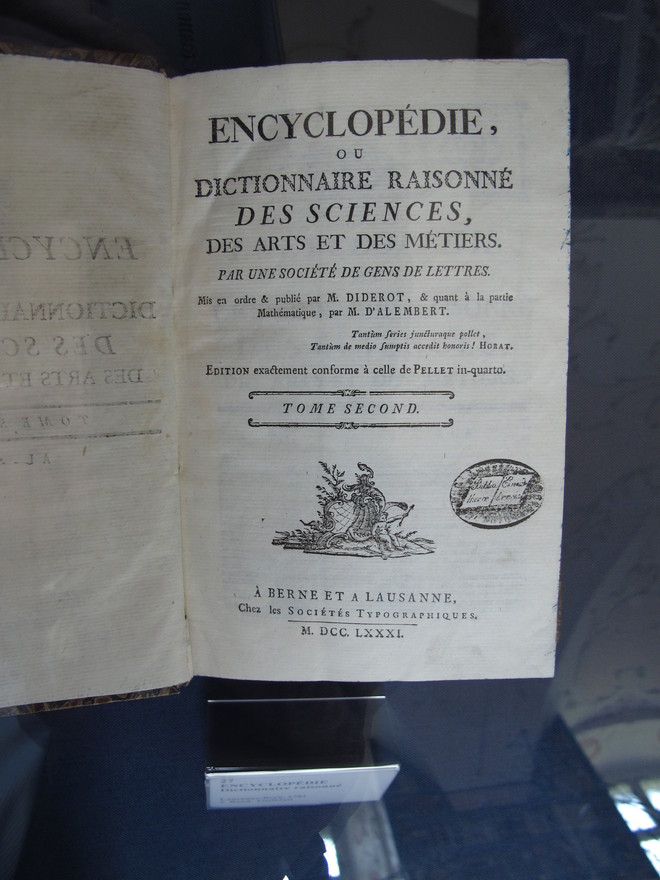 ENCYCLOPÉDIE,
OU
DICTIONNAIRE RAISONNÉ
DES SCIENCES,
DES ARTS ET DES MÉTIERS.
PAR UNE SOCIÉTÉ DE GENS DE LETTRES.
Mis en ordre & publié par M. DIDEROT, & quant à la partie
Mathématique, par M. D'ALEMBERT.
Tantùm ſeries juncturaque pollet,
Tantùm de medio ſumptis accedit honoris! HORAT.
EDITION exactement conforme à celle de PELLET in-quarto.
TOME SECOND.
À BERNE ET A LAUSANNE,
Chez les SOCIÉTÉS TYPOGRAPHIQUES.
M. DCC. LXXXI.
ENCYCLOPÉDIE
Dictionnaire raisonné